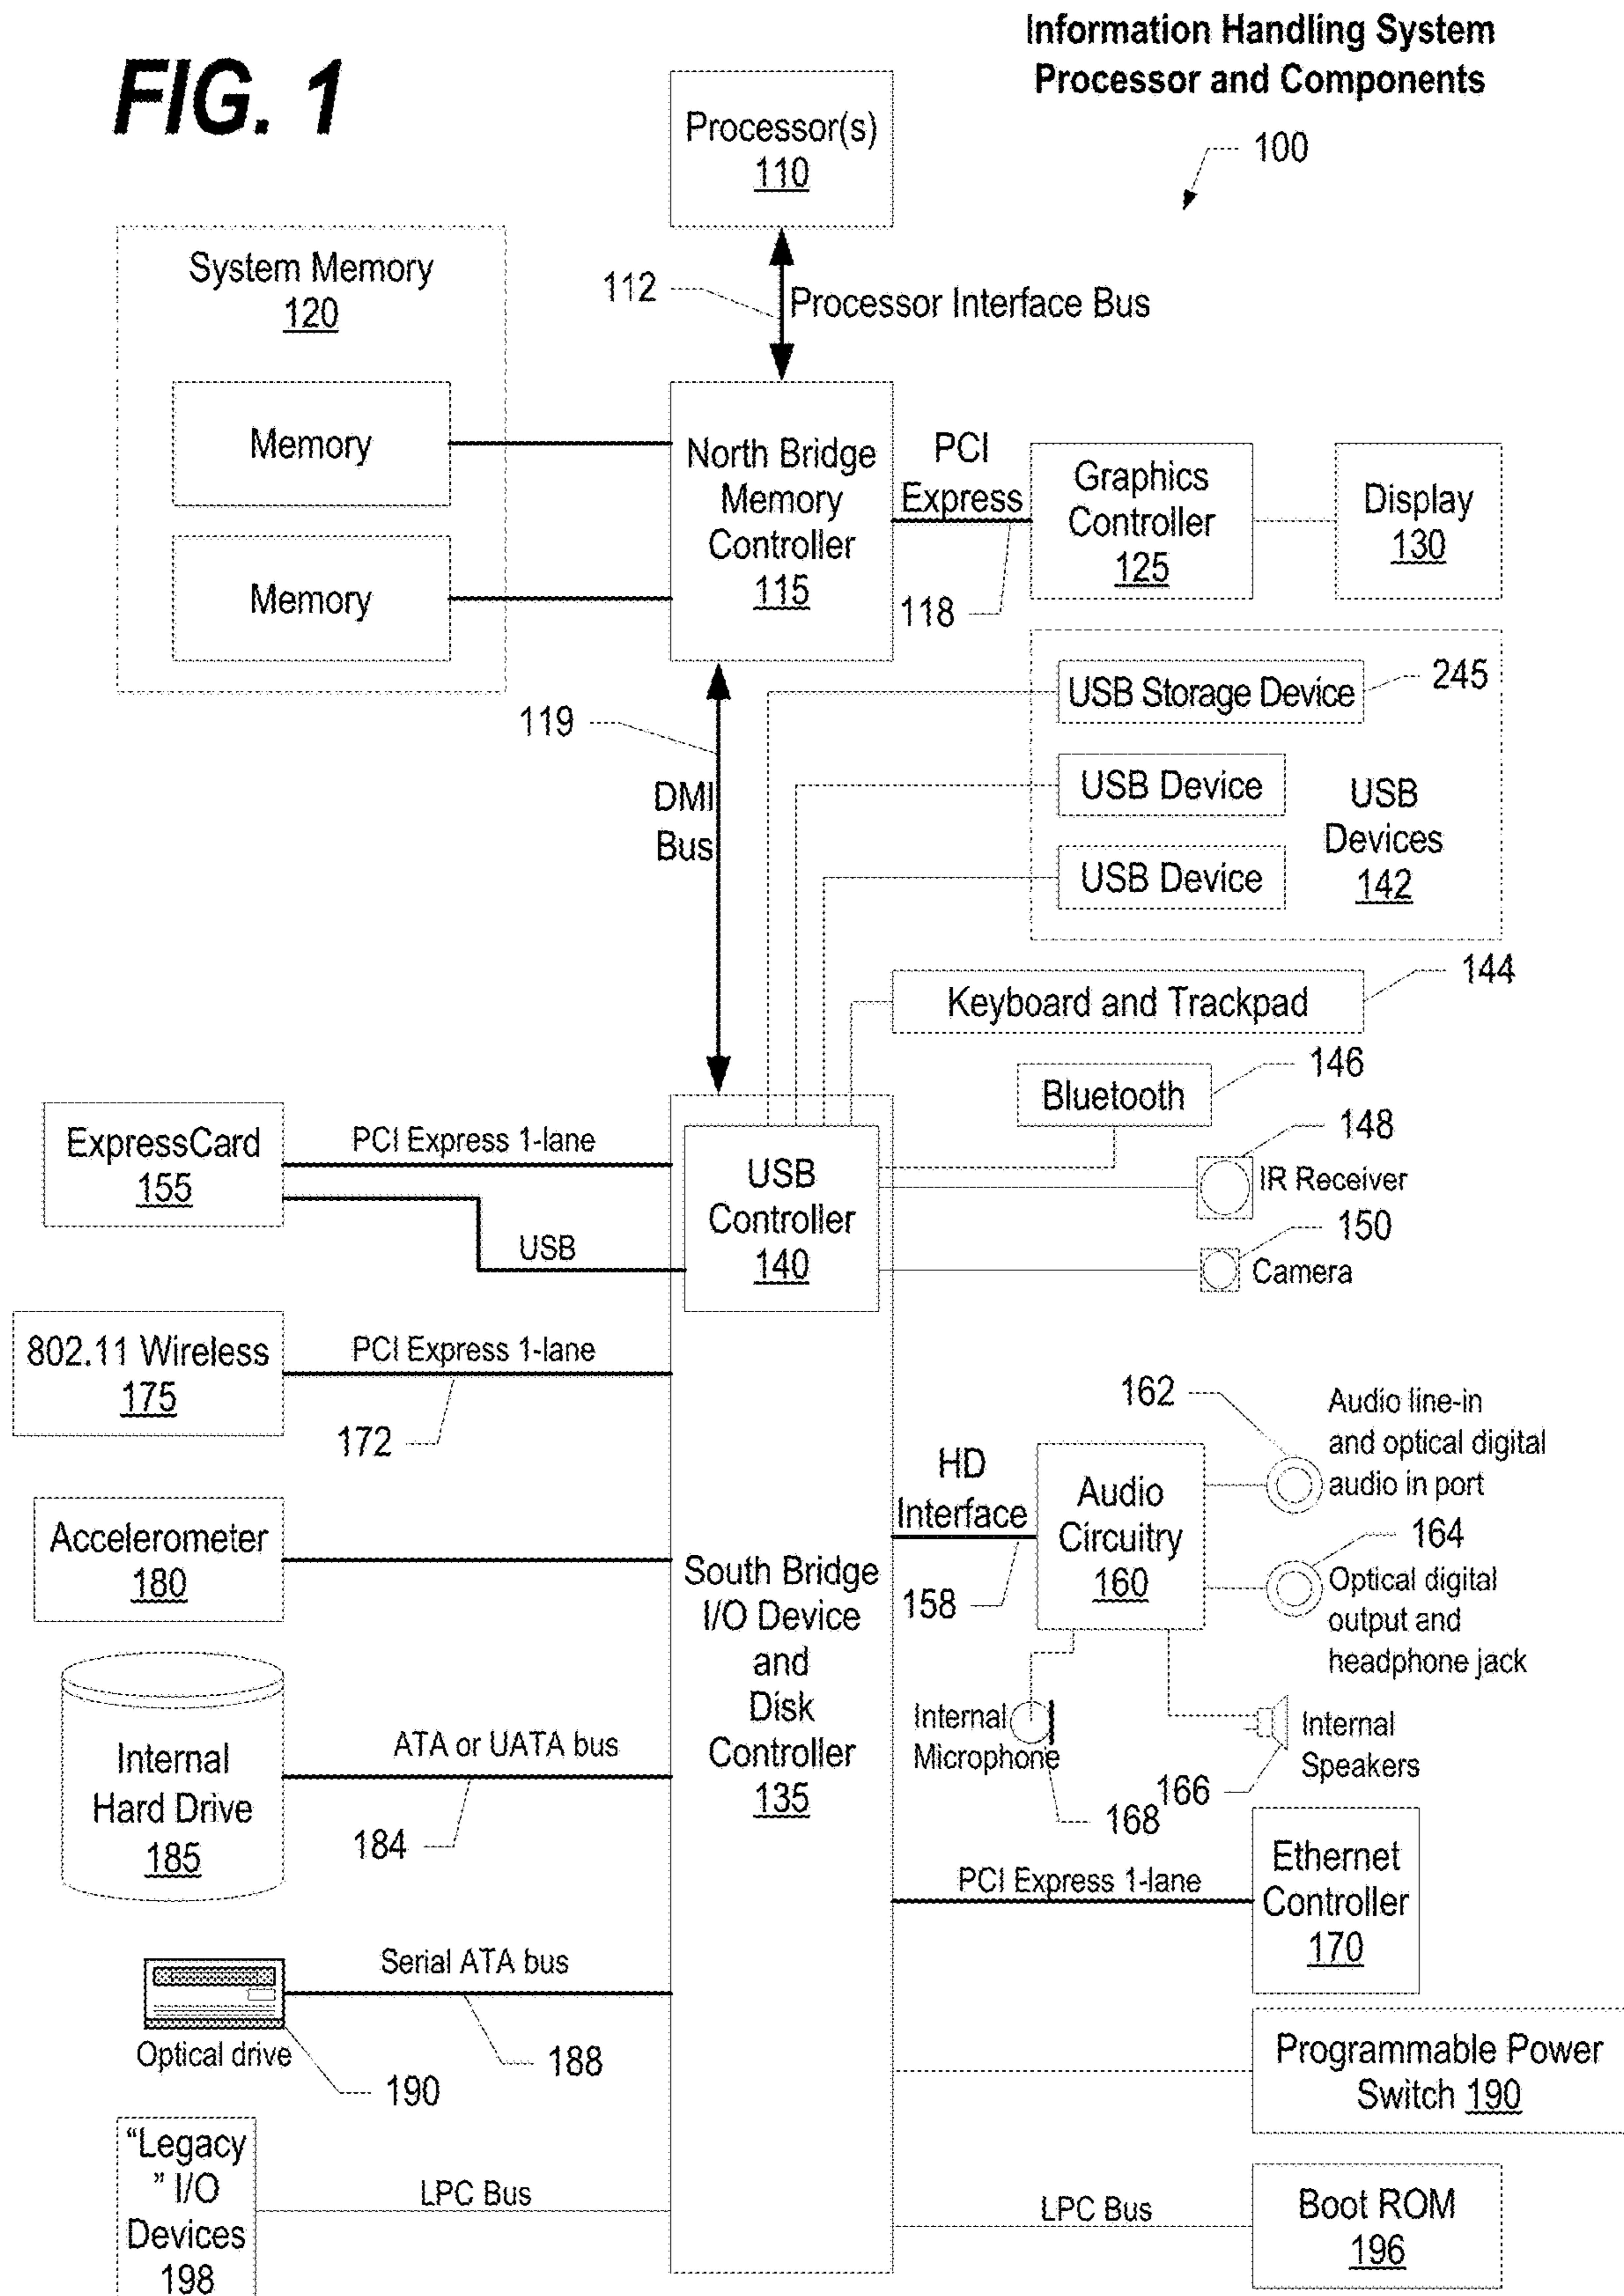 FIG. 1
Information Handling System
Processor and Components
100
Processor(s)
110
System Memory
120
112
Processor Interface Bus
Memory
Memory
North Bridge
Memory
Controller
115
PCI
Express
118
Graphics
Controller
125
Display
130
119
DMI
Bus
USB Storage Device
245
USB Device
USB Device
USB
Devices
142
Keyboard and Trackpad
144
Bluetooth
146
148
IR Receiver
150
Camera
ExpressCard
155
PCI Express 1-lane
USB
USB
Controller
140
802.11 Wireless
175
PCI Express 1-lane
172
162
Audio line-in
and optical digital
audio in port
HD
Interface
158
Audio
Circuitry
160
164
Optical digital
output and
headphone jack
Accelerometer
180
South Bridge
I/O Device
and
Disk
Controller
135
Internal
Microphone
168
Internal
Speakers
166
Internal
Hard Drive
185
ATA or UATA bus
184
PCI Express 1-lane
Ethernet
Controller
170
Serial ATA bus
188
Optical drive
190
Programmable Power
Switch 190
“Legacy
” I/O
Devices
198
LPC Bus
LPC Bus
Boot ROM
196